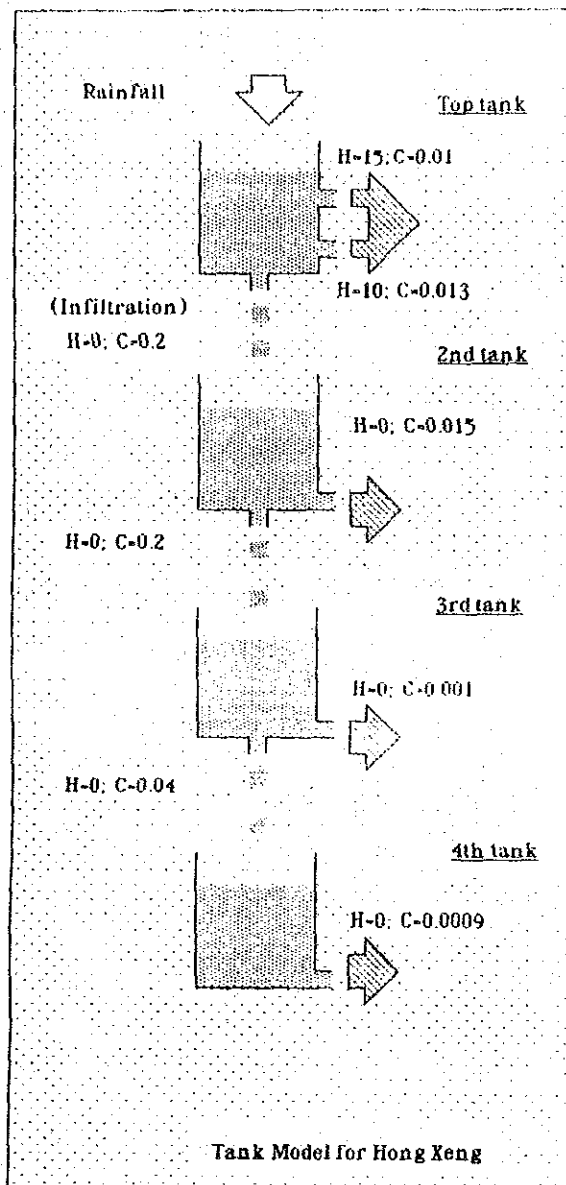 Rainfall
Top tank
H=15; C=0.01
H=10; C=0.013
(Infiltration)
H=0; C=0.2
2nd tank
H=0; C=0.015
H=0; C=0.2
3rd tank
H=0; C=0.001
H=0; C=0.04
4th tank
H=0; C=0.0009
Tank Model for Hong Xeng